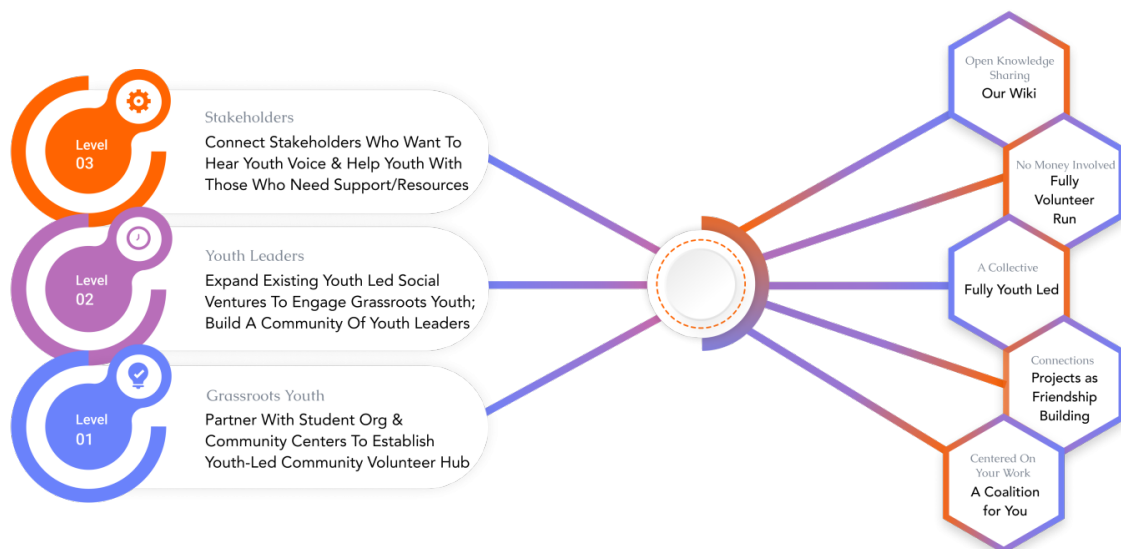 Level
03
Stakeholders
Connect Stakeholders Who Want To
Hear Youth Voice & Help Youth With
Those Who Need Support/Resources
Level
02
Youth Leaders
Expand Existing Youth Led Social
Ventures To Engage Grassroots Youth;
Build A Community Of Youth Leaders
Level
01
Grassroots Youth
Partner With Student Org &
Community Centers To Establish
Youth-Led Community Volunteer Hub
Open Knowledge
Sharing
Our Wiki
No Money Involved
Fully
Volunteer
Run
A Collective
Fully Youth Led
Connections
Projects as
Friendship
Building
Centered On
Your Work
A Coalition
for You